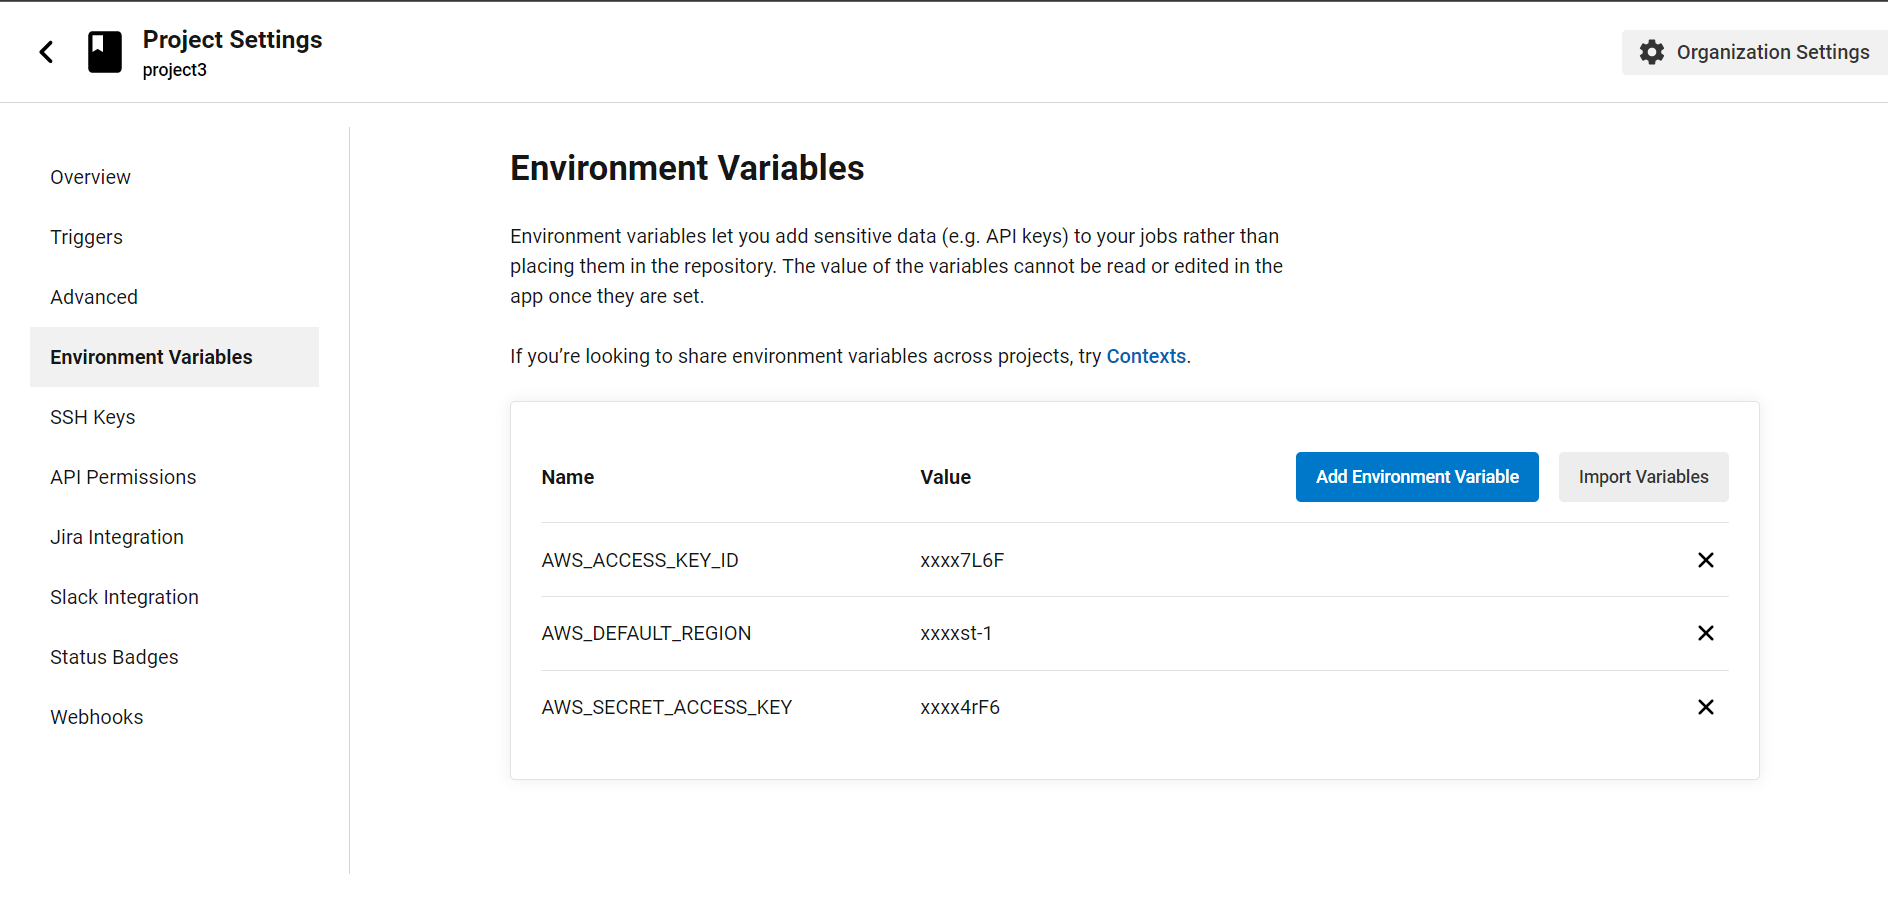 Project Settings
project3
Organization Settings
Overview
Triggers
Advanced
Environment Variables
SSH Keys
API Permissions
Jira Integration
Slack Integration
Status Badges
Webhooks
Environment Variables
Environment variables let you add sensitive data (e.g. API keys) to your jobs rather than
placing them in the repository. The value of the variables cannot be read or edited in the
app once they are set.
If you’re looking to share environment variables across projects, try Contexts.
Name Value Add Environment Variable Import Variables
AWS_ACCESS_KEY_ID xxxx7L6F
AWS_DEFAULT_REGION xxxxst-1
AWS_SECRET_ACCESS_KEY xxxx4rF6